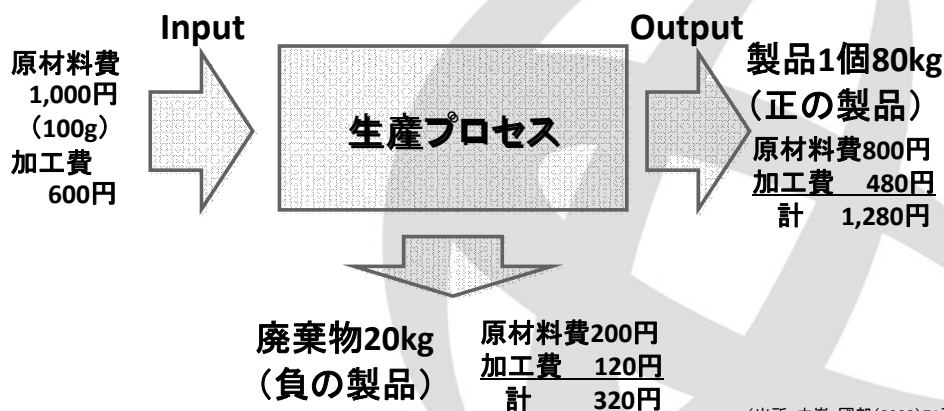 Input
原材料費
1,000円
（100g）
加工費
600円
生産プロセス
Output
製品1個80kg
（正の製品）
原材料費800円
加工費 480円
計 1,280円
廃棄物20kg
（負の製品）
原材料費200円
加工費 120円
計 320円